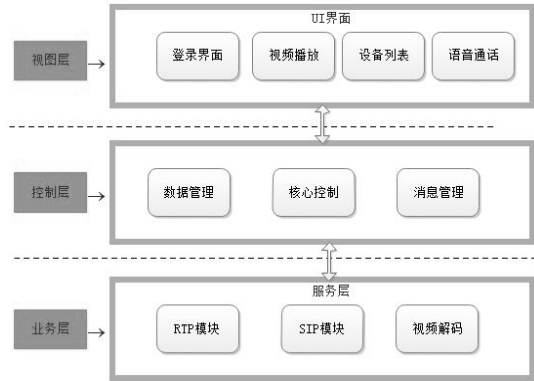 UI界面
视图层
登录界面
视频播放
设备列表
语音通话
控制层
数据管理
核心控制
消息管理
服务层
业务层
RTP模块
SIP模块
视频解码